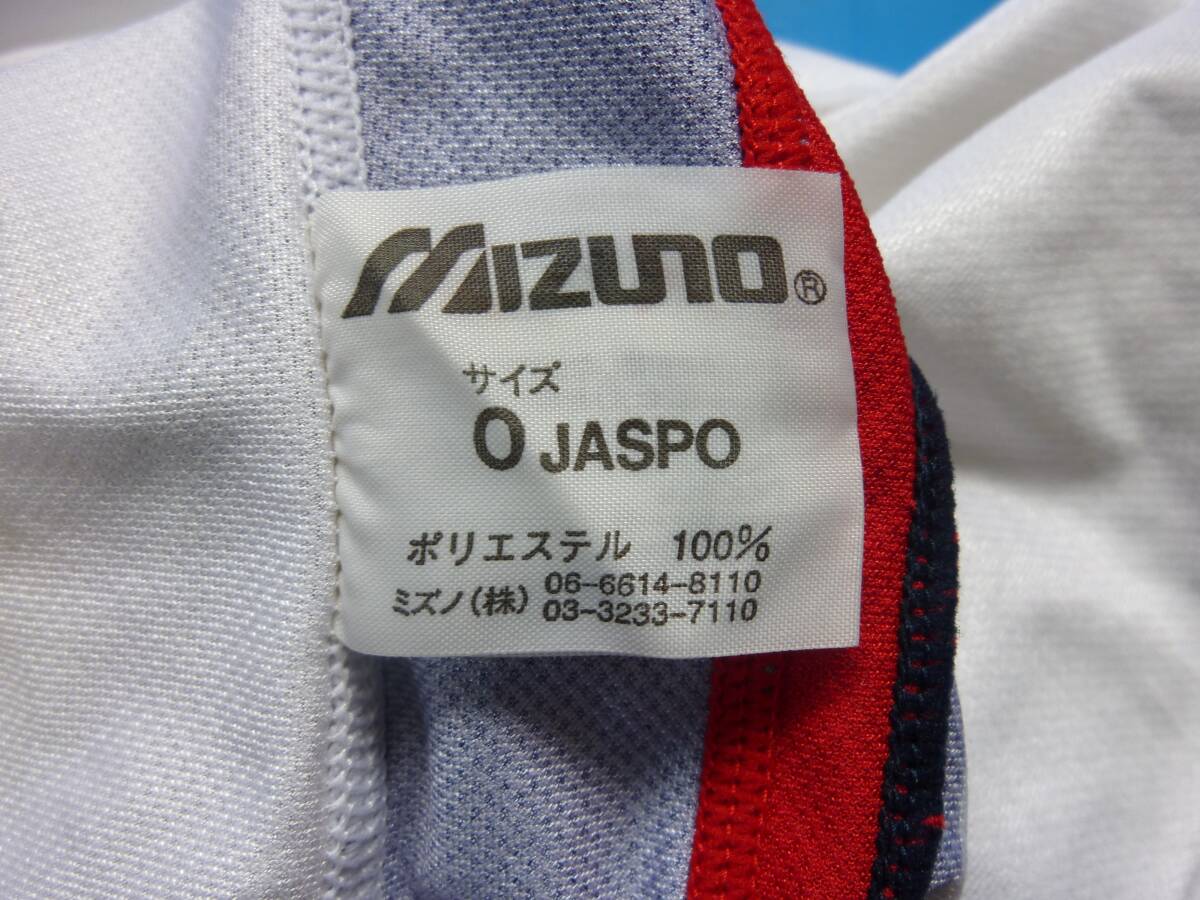 MIZUNO®
サイズ
O JASPO
ポリエステル 100%
ミズノ(株) 06-6614-8110
03-3233-7110